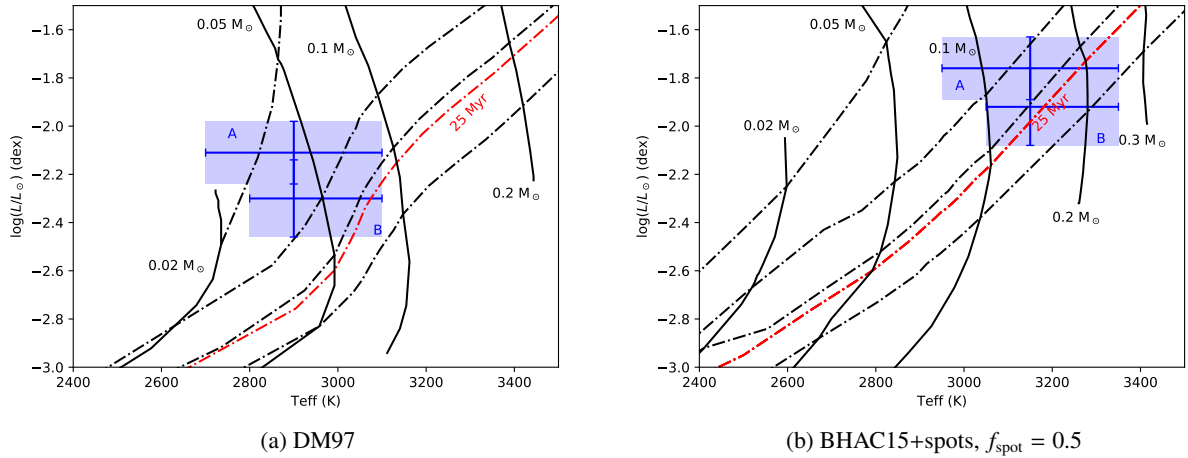 −1.6
−1.8
−2.0
−2.2
−2.4
−2.6
−2.8
−3.0
log(L/L☉) (dex)
2400 2600 2800 3000 3200 3400
Teff (K)
0.05 M☉
0.1 M☉
25 Myr
A
B
0.02 M☉
0.2 M☉
(a) DM97
−1.6
−1.8
−2.0
−2.2
−2.4
−2.6
−2.8
−3.0
log(L/L☉) (dex)
2400 2600 2800 3000 3200 3400
Teff (K)
0.05 M☉
0.1 M☉
A
25 Myr
B
0.02 M☉
0.3 M☉
0.2 M☉
(b) BHAC15+spots, fspot = 0.5